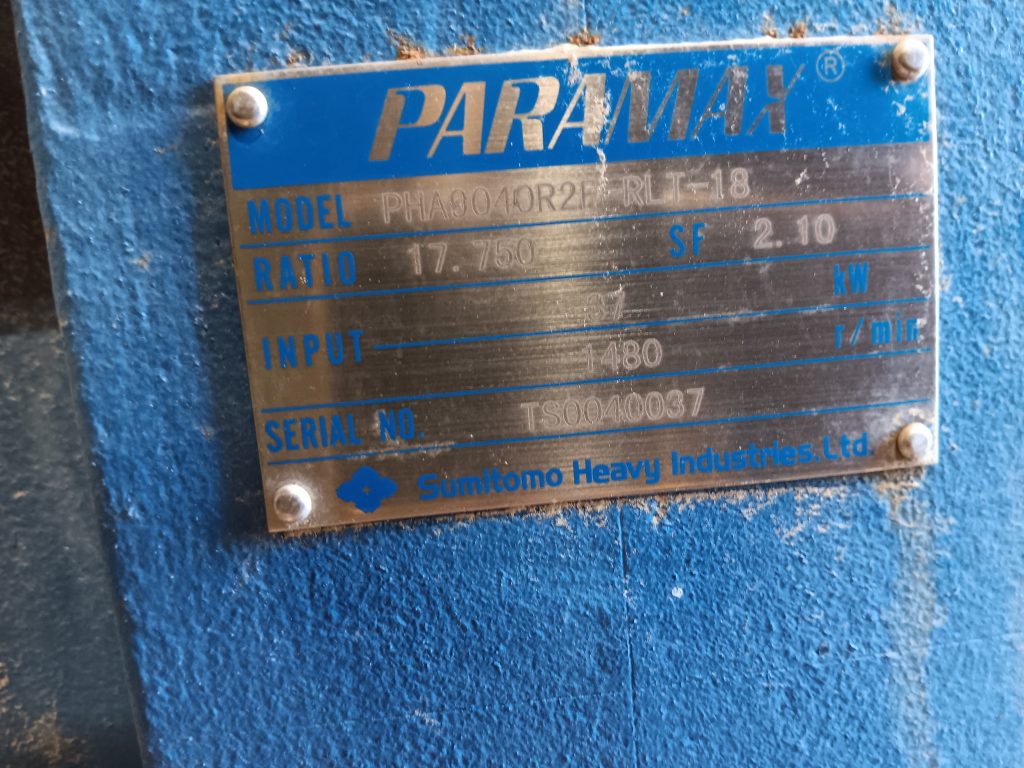 PARAMAX®
MODEL PHA9040R2F-RLT-18
RATIO 17.750 SF 2.10
INPUT 37 kW
1480 r/min
SERIAL NO. TS0040037
Sumitomo Heavy Industries, Ltd.